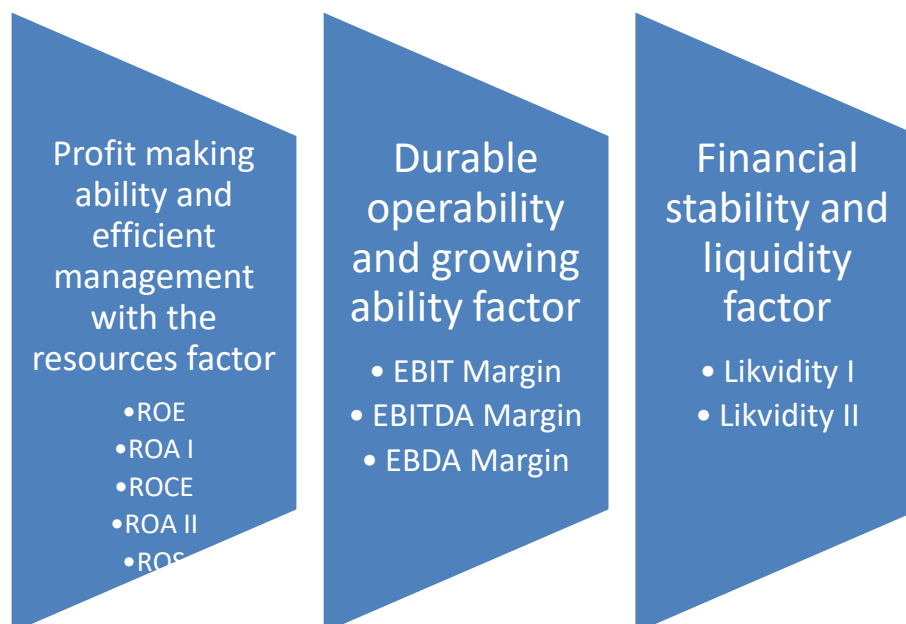 Profit making
ability and
efficient
management
with the
resources factor
•ROE
•ROA I
•ROCE
•ROA II
•ROS
Durable
operability
and growing
ability factor
• EBIT Margin
• EBITDA Margin
• EBDA Margin
Financial
stability and
liquidity
factor
• Likvidity I
• Likvidity II